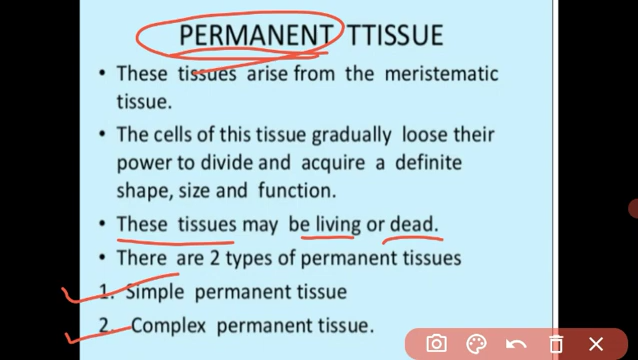 PERMANENT TTISSUE
• These tissues arise from the meristematic
tissue.
• The cells of this tissue gradually loose their
power to divide and acquire a definite
shape, size and function.
• These tissues may be living or dead.
• There are 2 types of permanent tissues
1. Simple permanent tissue
2. Complex permanent tissue.